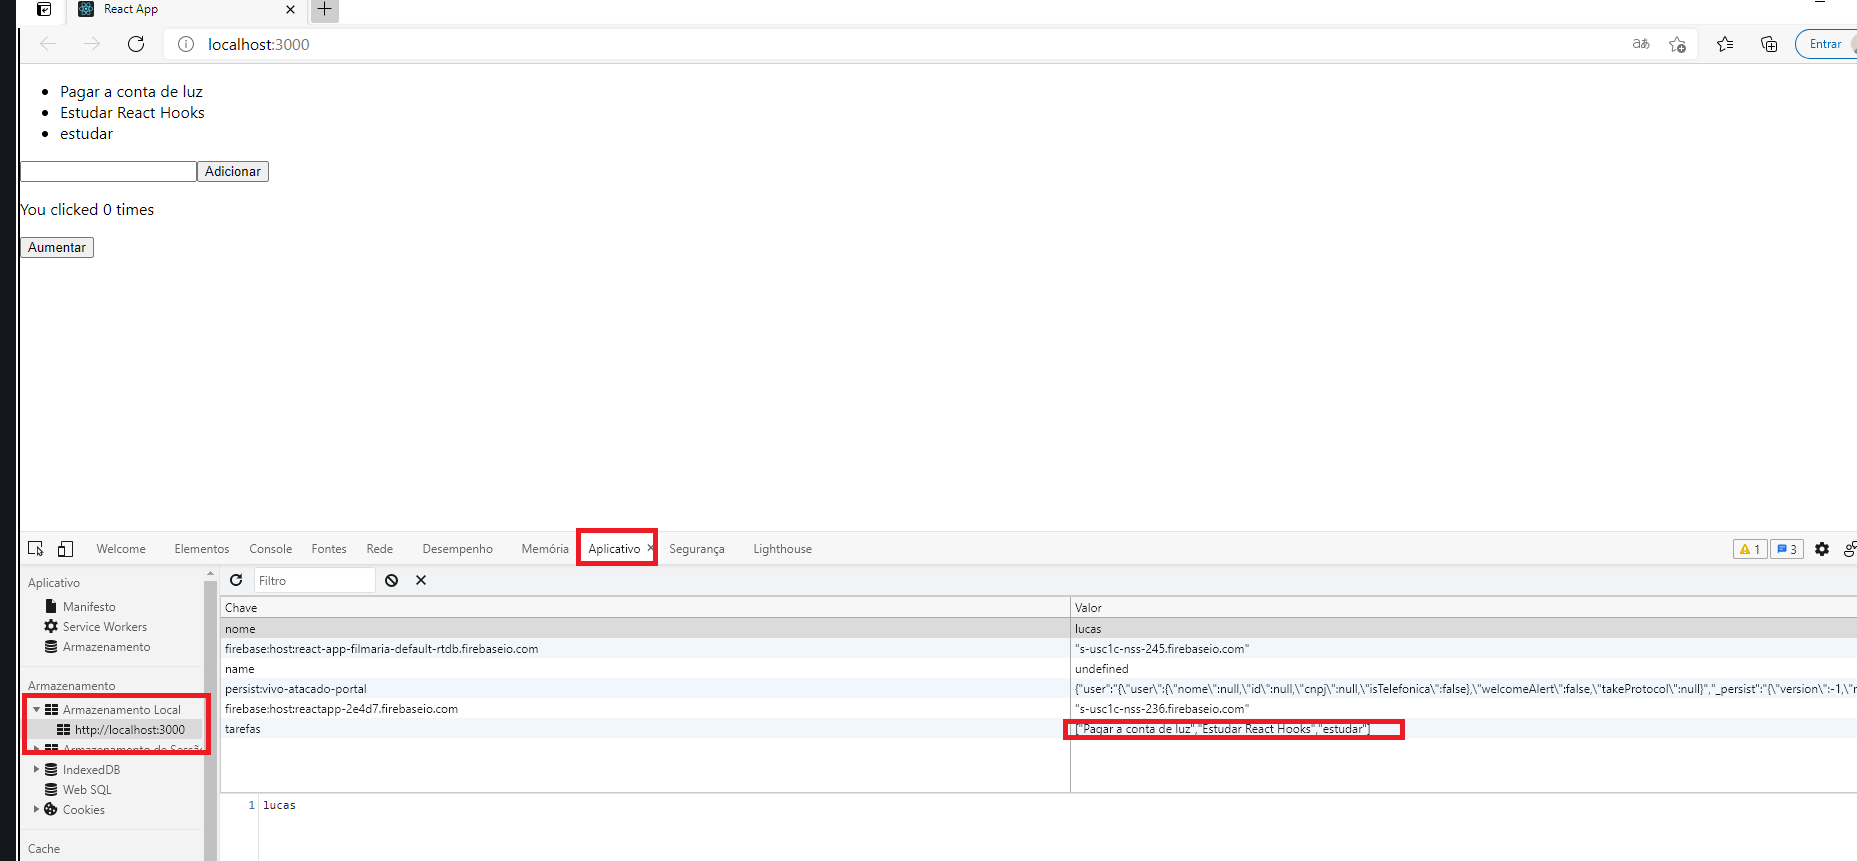 React App
localhost:3000
aあ
Entrar
Pagar a conta de luz
Estudar React Hooks
estudar
Adicionar
You clicked 0 times
Aumentar
Welcome Elementos Console Fontes Rede Desempenho Memória Aplicativo Segurança Lighthouse 1 3
Aplicativo
Filtro
Manifesto
Service Workers
Armazenamento
Armazenamento
Armazenamento Local
http://localhost:3000
Armazenamento de Sessão
IndexedDB
Web SQL
Cookies
Cache
Chave Valor
nome lucas
firebase:host:react-app-filmaria-default-rtdb.firebaseio.com "s-usc1c-nss-245.firebaseio.com"
name undefined
persist:vivo-atacado-portal {"user":"{\"user\":{\"nome\":null,\"id\":null,\"cnpj\":null,\"isTelefonica\":false},\"welcomeAlert\":false,\"takeProtocol\":null}","_persist":"{\"version\":-1,\"
firebase:host:reactapp-2e4d7.firebaseio.com "s-usc1c-nss-236.firebaseio.com"
tarefas ["Pagar a conta de luz","Estudar React Hooks","estudar"]
1 lucas